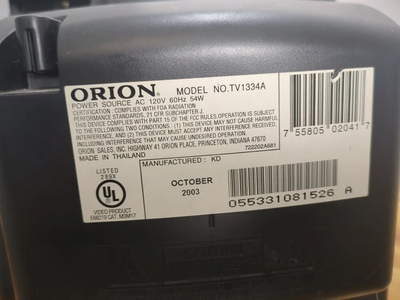 ORION MODEL NO. TV1334A
POWER SOURCE AC 120V 60Hz 54W
CERTIFICATION: COMPLIES WITH FDA RADIATION
PERFORMANCE STANDARDS, 21 CFR SUBCHAPTER J.
THIS DEVICE COMPLIES WITH PART 15 OF THE FCC RULES. OPERATION IS SUBJECT
TO THE FOLLOWING TWO CONDITIONS: (1) THIS DEVICE MAY NOT CAUSE HARMFUL
INTERFERENCE, AND (2) THIS DEVICE MUST ACCEPT ANY INTERFERENCE
RECEIVED, INCLUDING INTERFERENCE THAT MAY CAUSE UNDESIRED OPERATION.
ORION SALES, INC. HIGHWAY 41 ORION PLACE, PRINCETON, INDIANA 47670
MADE IN THAILAND 722202A681
7 55805 02041 7
LISTED
289X
UL
VIDEO PRODUCT
MANUFACTURED: KD
OCTOBER
2003
055331081526 A
CAUTION